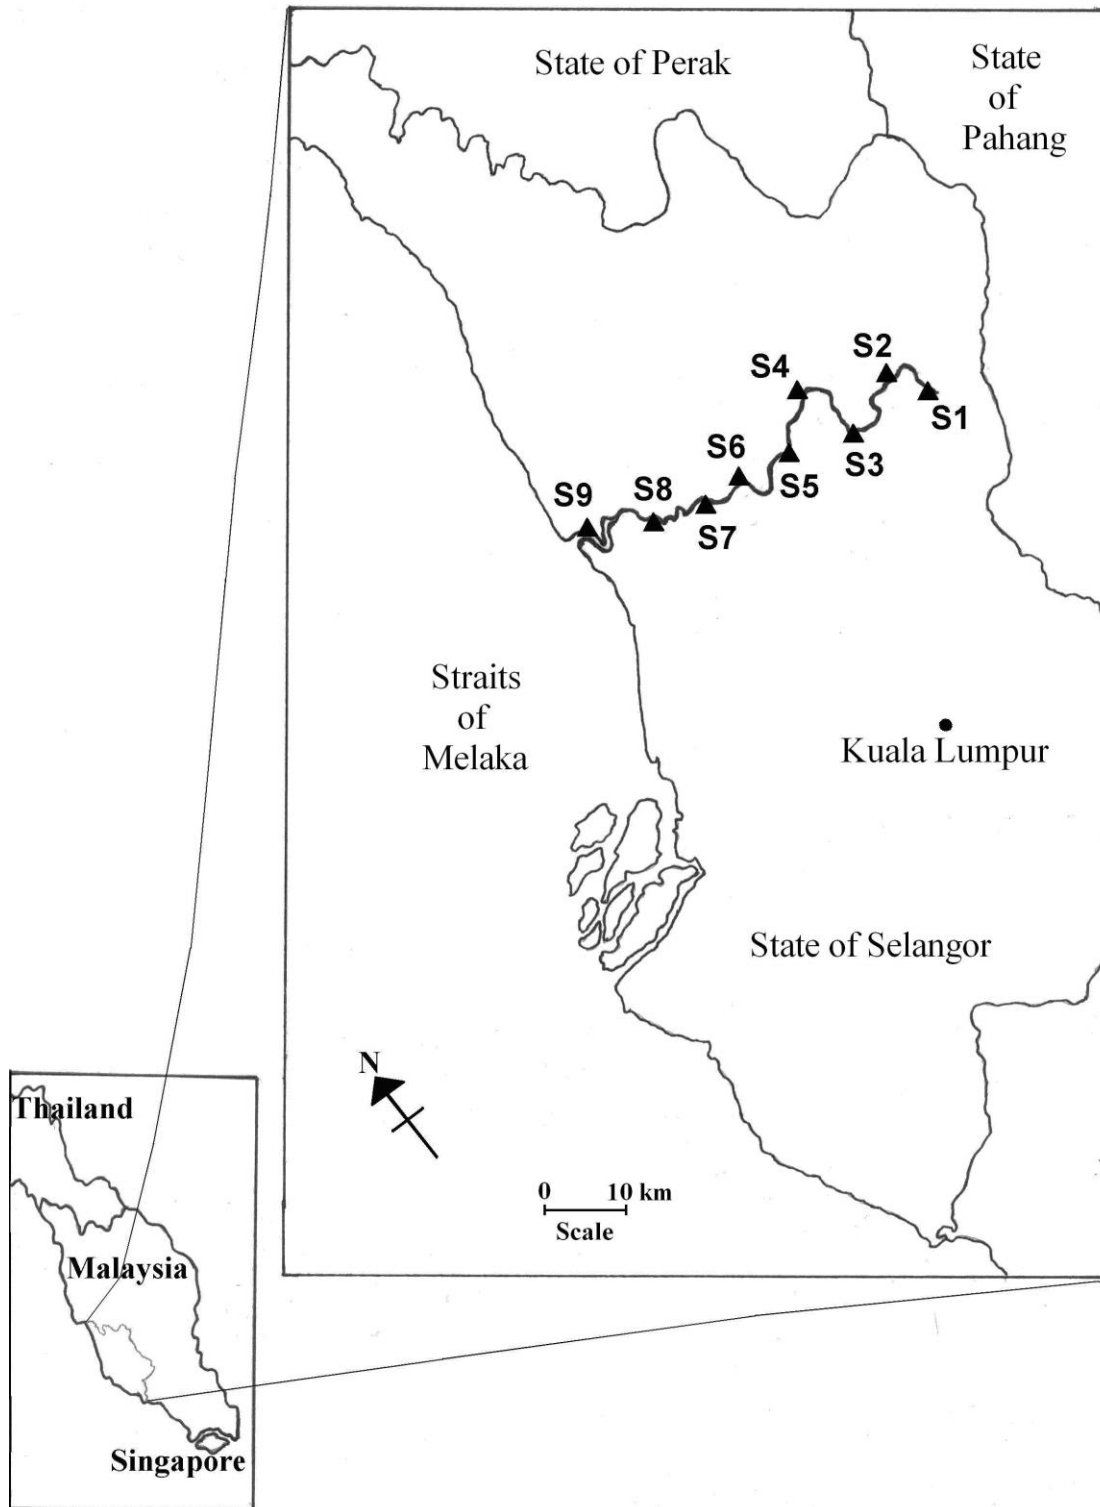 State of Perak
State
of
Pahang
S2
S4
S1
S3
S6
S5
S9
S8
S7
Straits
of
Melaka
Kuala Lumpur
State of Selangor
N
0 10 km
Scale
Thailand
Malaysia
Singapore